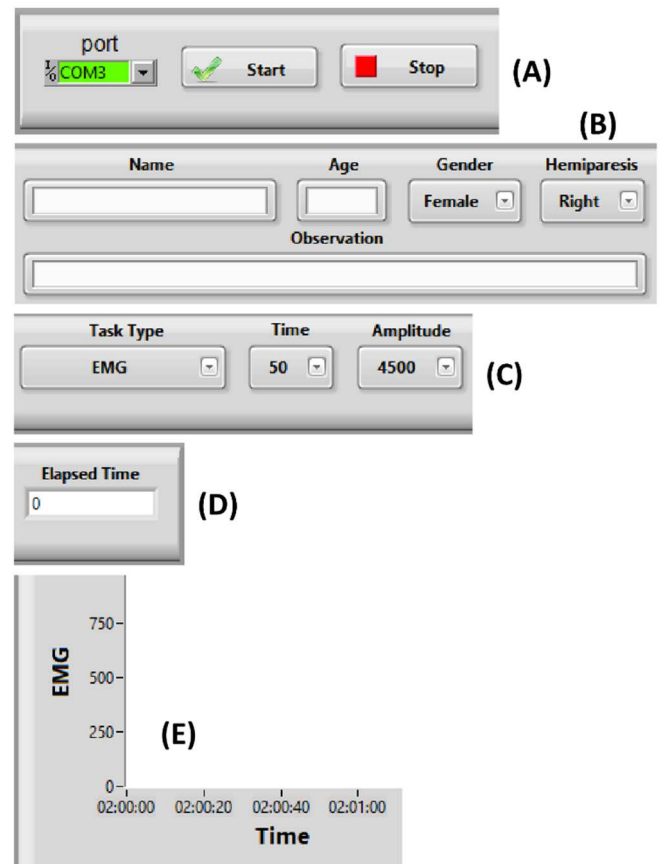 port
I/O COM3 Start Stop (A)
(B)
Name Age Gender Hemiparesis
Female Right
Observation
Task Type Time Amplitude
EMG 50 4500 (C)
Elapsed Time
0 (D)
750
EMG
500
250 (E)
0
02:00:00 02:00:20 02:00:40 02:01:00
Time